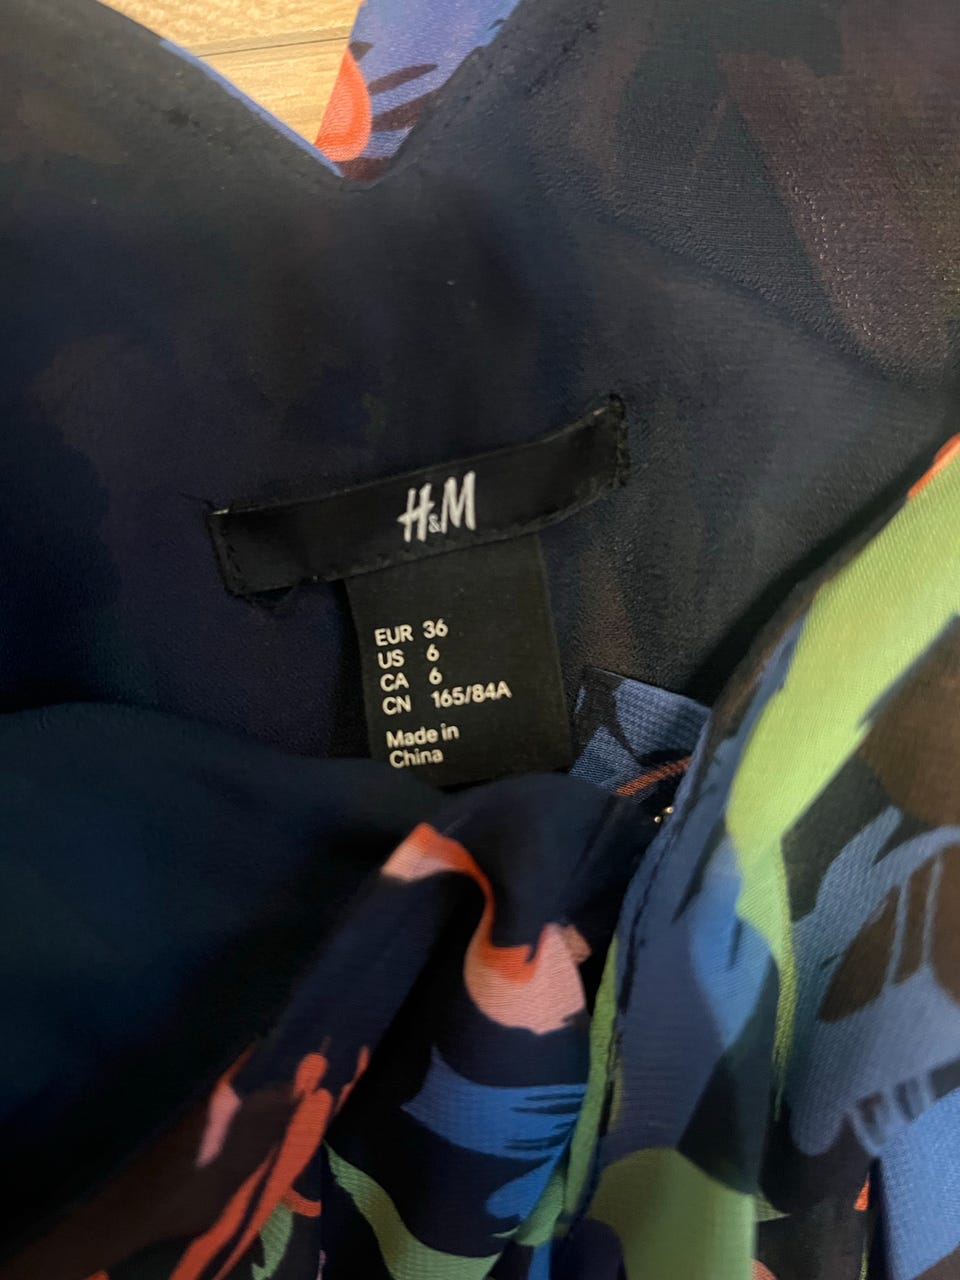 H&M
EUR 36
US 6
CA 6
CN 165/84A
Made in
China